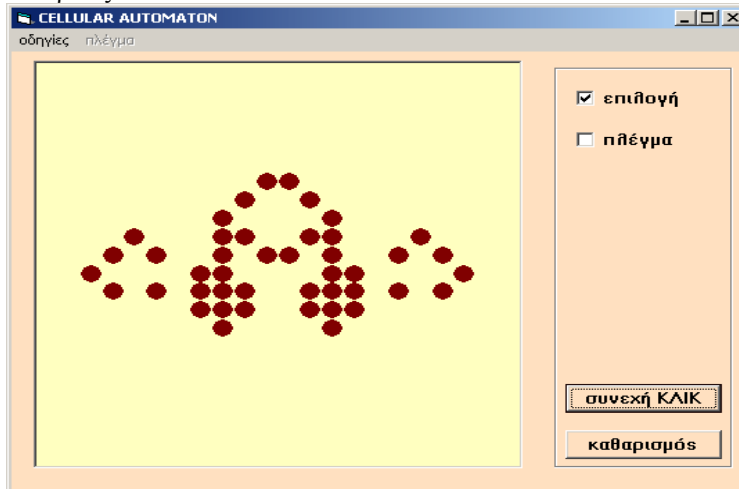 CELLULAR AUTOMATON
οδηγίες πλέγμα
επιλογή
πλέγμα
συνεχή ΚΛΙΚ
καθαρισμός